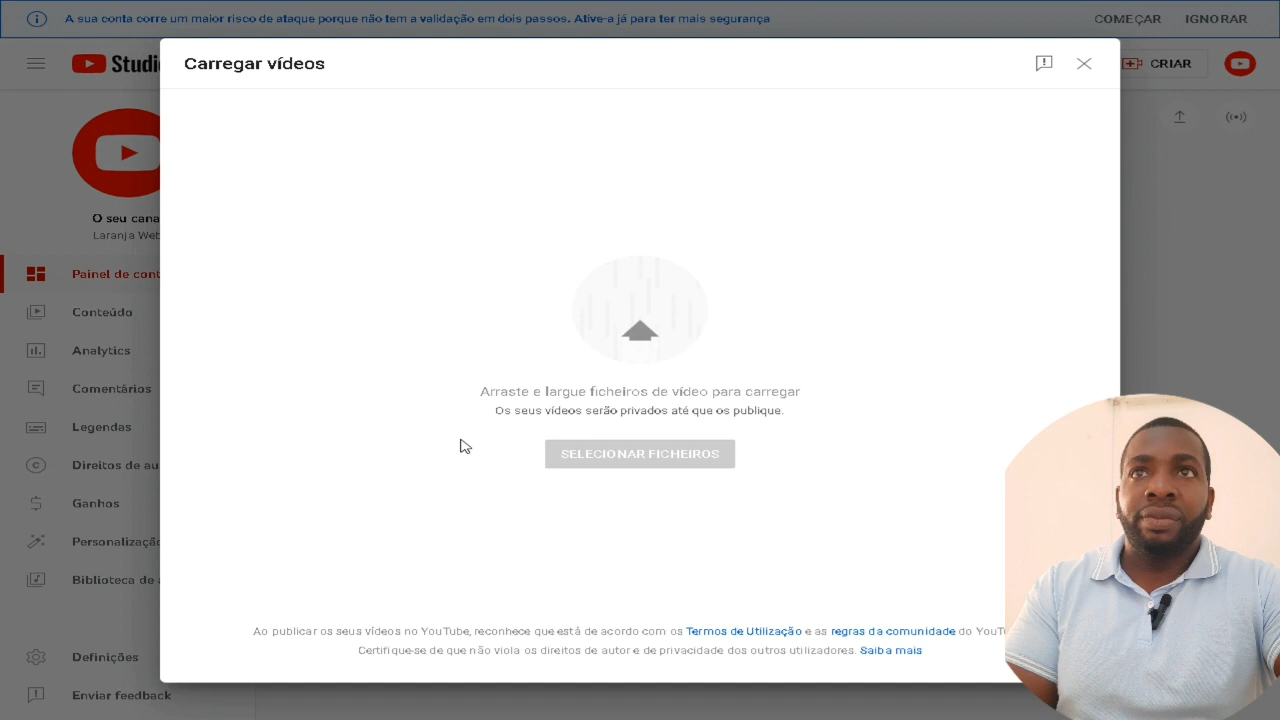 A sua conta corre um maior risco de ataque porque não tem a validação em dois passos. Ative-a já para ter mais segurança
COMEÇAR
IGNORAR
Studi
Carregar vídeos
CRIAR
O seu cana
Laranja Web
Painel de cont
Conteúdo
Analytics
Comentários
Legendas
Direitos de au
Ganhos
Personalização
Biblioteca de a
Definições
Enviar feedback
Arraste e largue ficheiros de vídeo para carregar
Os seus vídeos serão privados até que os publique.
SELECIONAR FICHEIROS
Ao publicar os seus vídeos no YouTube, reconhece que está de acordo com os Termos de Utilização e as regras da comunidade do YouTu
Certifique-se de que não viola os direitos de autor e de privacidade dos outros utilizadores. Saiba mais